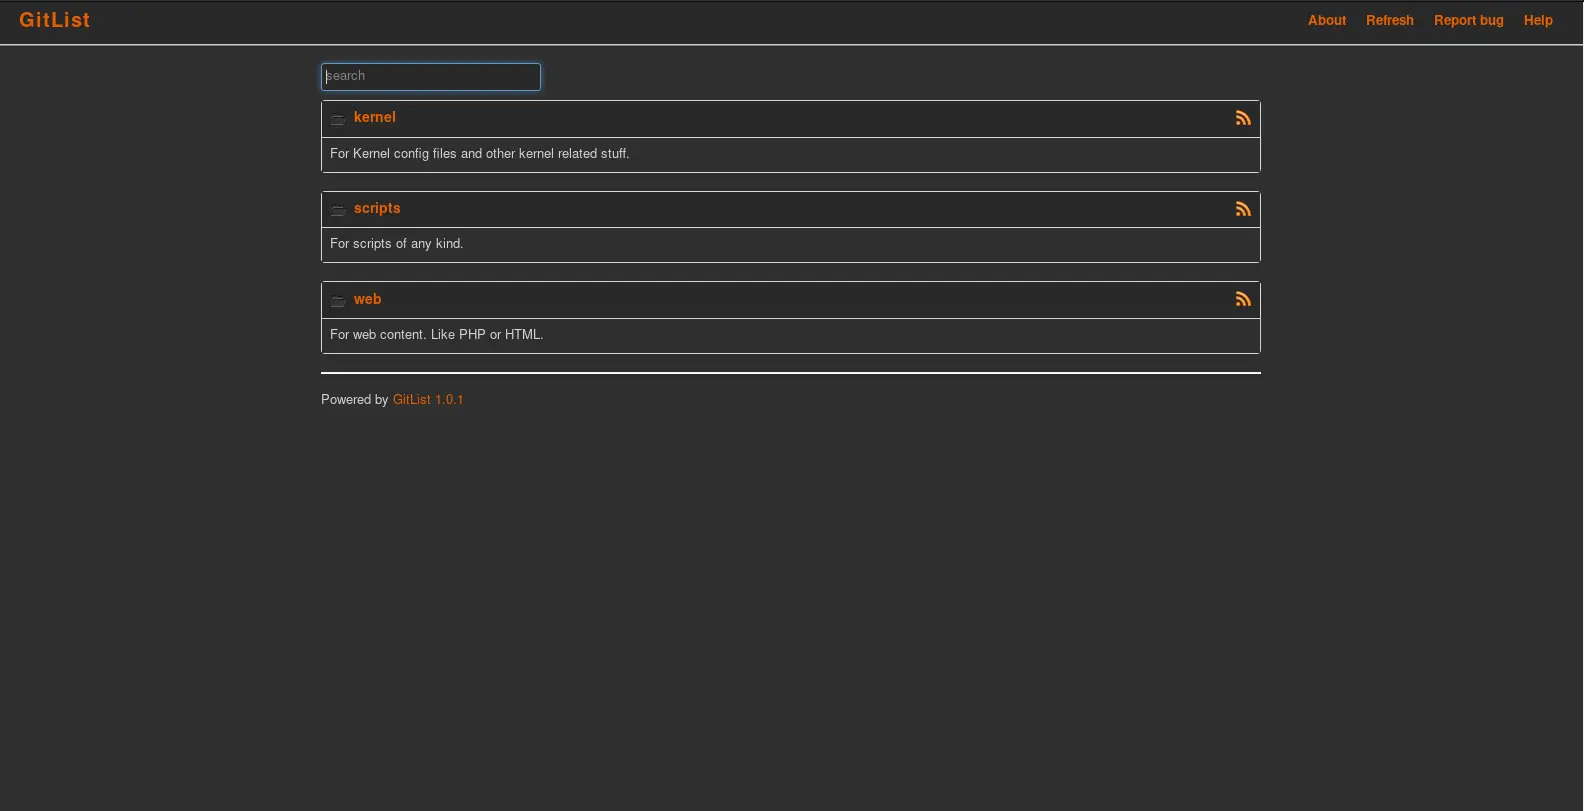 GitList About Refresh Report bug Help
search
kernel
For Kernel config files and other kernel related stuff.
scripts
For scripts of any kind.
web
For web content. Like PHP or HTML.
Powered by GitList 1.0.1